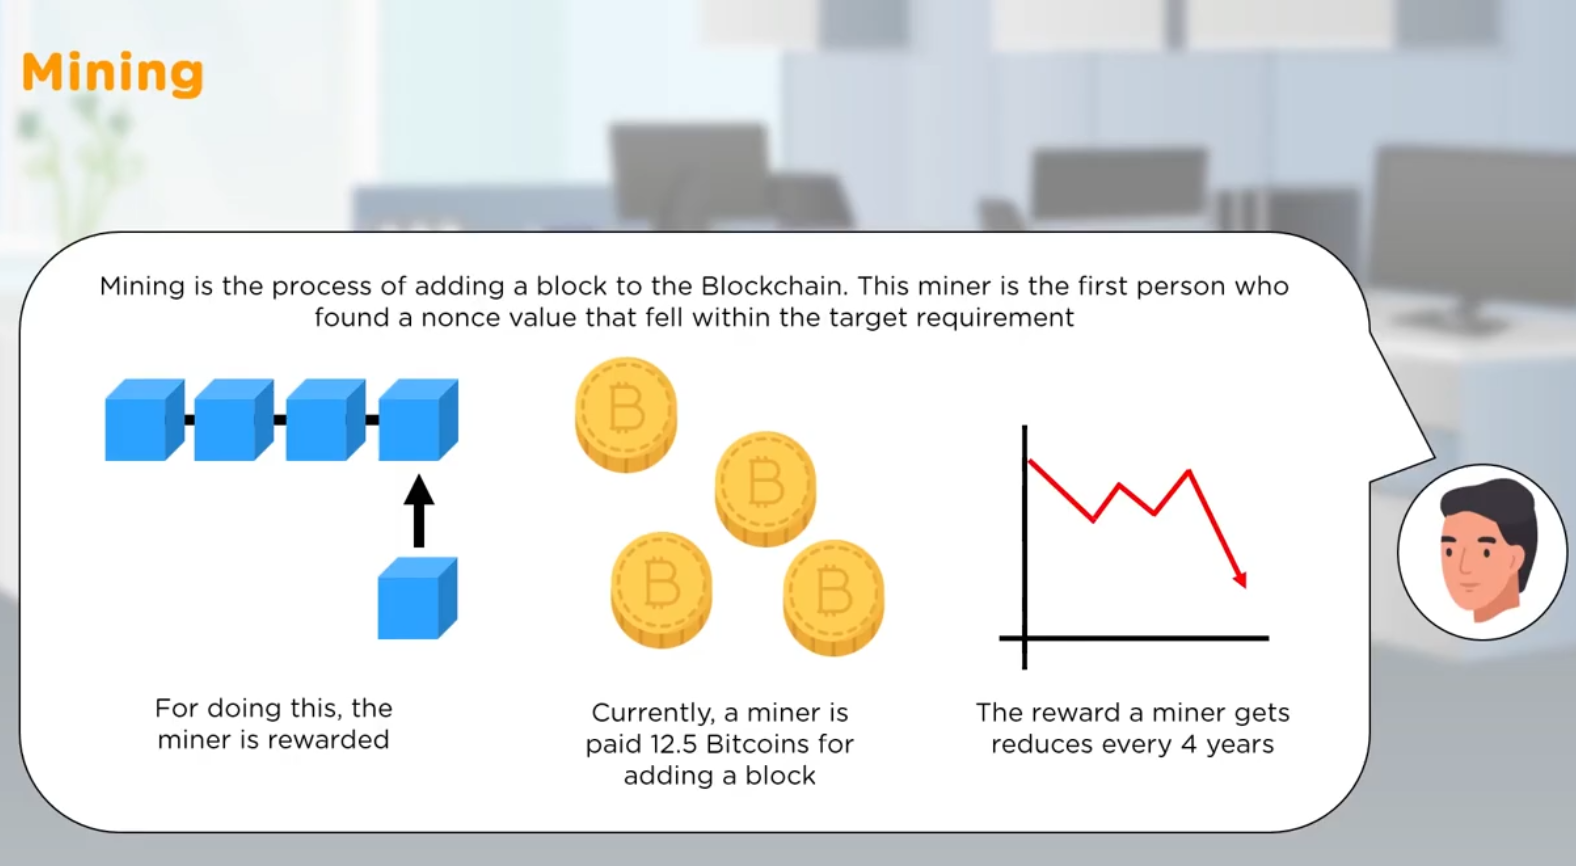 Mining
Mining is the process of adding a block to the Blockchain. This miner is the first person who
found a nonce value that fell within the target requirement
For doing this, the
miner is rewarded
Currently, a miner is
paid 12.5 Bitcoins for
adding a block
The reward a miner gets
reduces every 4 years